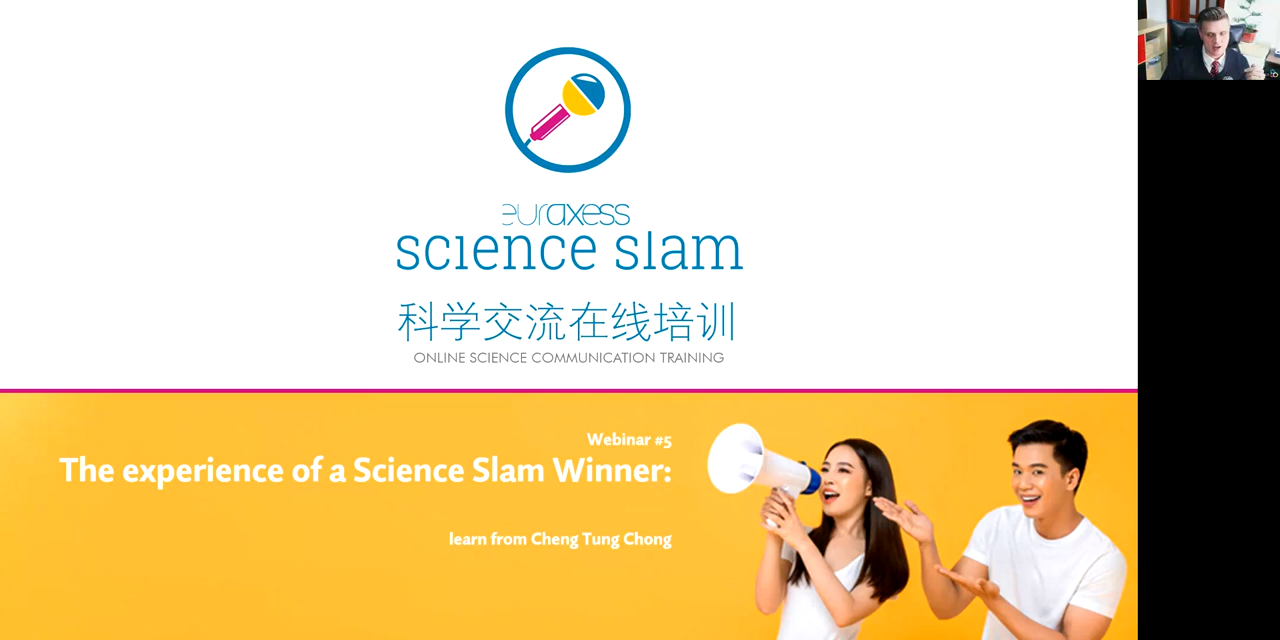 euraxess
science slam
科学交流在线培训
ONLINE SCIENCE COMMUNICATION TRAINING
Webinar #5
The experience of a Science Slam Winner:
learn from Cheng Tung Chong